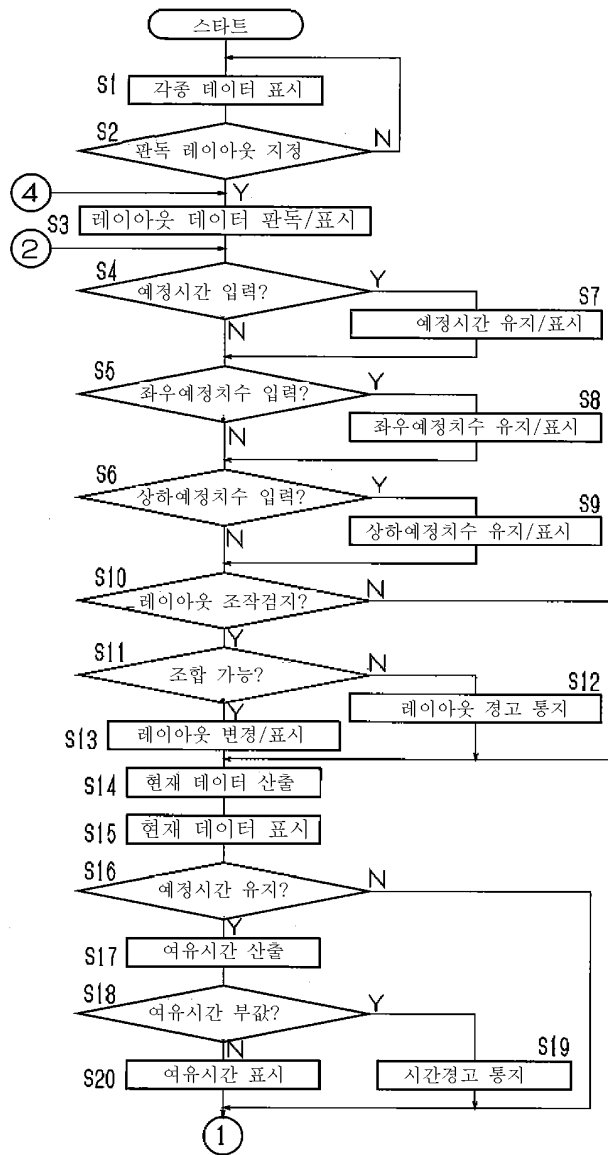 스타트
S1
각종 데이터 표시
S2
판독 레이아웃 지정
N
Y
4
S3
레이아웃 데이터 판독/표시
2
S4
예정시간 입력?
Y
N
S7
예정시간 유지/표시
S5
좌우예정치수 입력?
Y
N
S8
좌우예정치수 유지/표시
S6
상하예정치수 입력?
Y
N
S9
상하예정치수 유지/표시
S10
레이아웃 조작검지?
N
Y
S11
조합 가능?
N
Y
S12
레이아웃 경고 통지
S13
레이아웃 변경/표시
S14
현재 데이터 산출
S15
현재 데이터 표시
S16
예정시간 유지?
N
Y
S17
여유시간 산출
S18
여유시간 부값?
Y
N
S19
시간경고 통지
S20
여유시간 표시
1